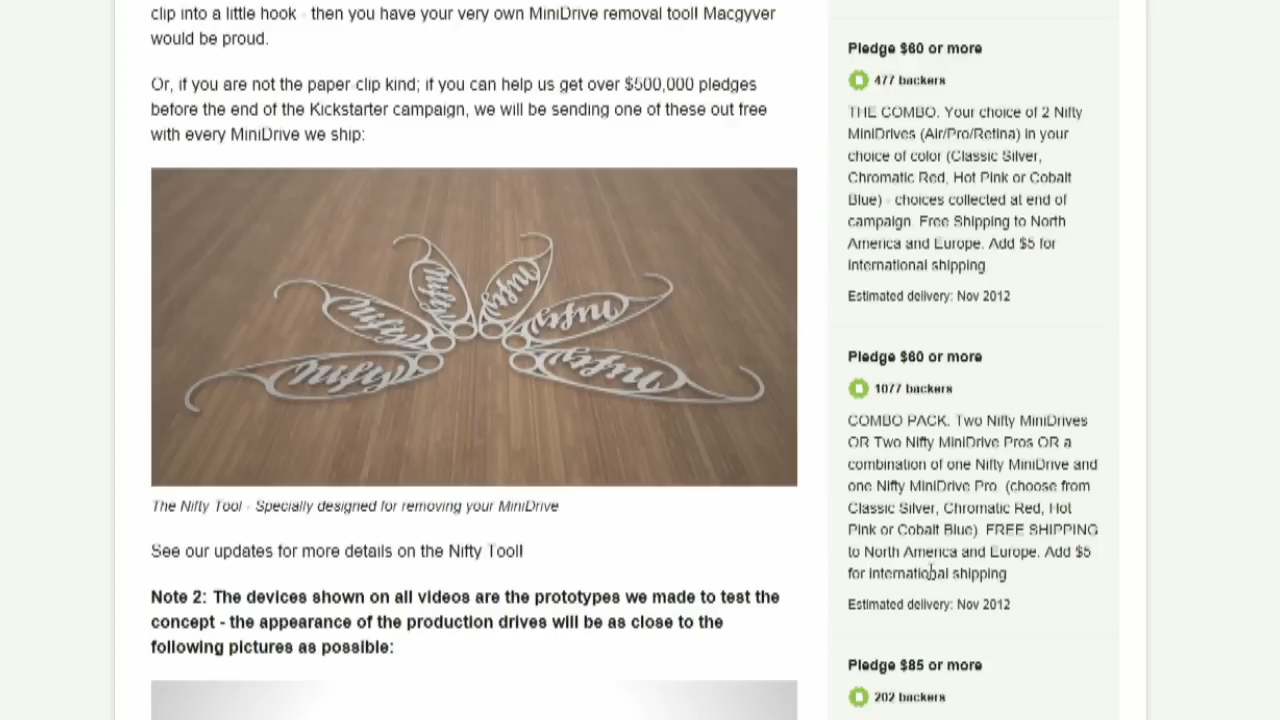 clip into a little hook - then you have your very own MiniDrive removal tool! Macgyver
would be proud.
Or, if you are not the paper clip kind; if you can help us get over $500,000 pledges
before the end of the Kickstarter campaign, we will be sending one of these out free
with every MiniDrive we ship:
Nifty Nifty Nifty Nifty Nifty Nifty
The Nifty Tool - Specially designed for removing your MiniDrive
See our updates for more details on the Nifty Tool!
Note 2: The devices shown on all videos are the prototypes we made to test the
concept - the appearance of the production drives will be as close to the
following pictures as possible:
Pledge $60 or more
477 backers
THE COMBO. Your choice of 2 Nifty
MiniDrives (Air/Pro/Retina) in your
choice of color (Classic Silver,
Chromatic Red, Hot Pink or Cobalt
Blue) - choices collected at end of
campaign. Free Shipping to North
America and Europe. Add $5 for
international shipping
Estimated delivery: Nov 2012
Pledge $60 or more
1077 backers
COMBO PACK. Two Nifty MiniDrives
OR Two Nifty MiniDrive Pros OR a
combination of one Nifty MiniDrive and
one Nifty MiniDrive Pro. (choose from
Classic Silver, Chromatic Red, Hot
Pink or Cobalt Blue). FREE SHIPPING
to North America and Europe. Add $5
for international shipping
Estimated delivery: Nov 2012
Pledge $85 or more
202 backers